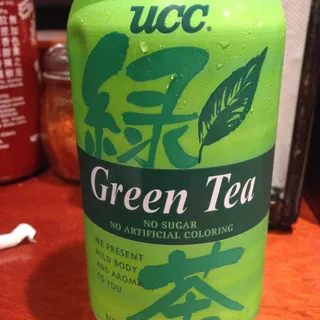 UCC
緑
Green Tea
NO SUGAR
NO ARTIFICIAL COLORING
WE PRESENT
MILD BODY
AND AROMA
TO YOU
茶